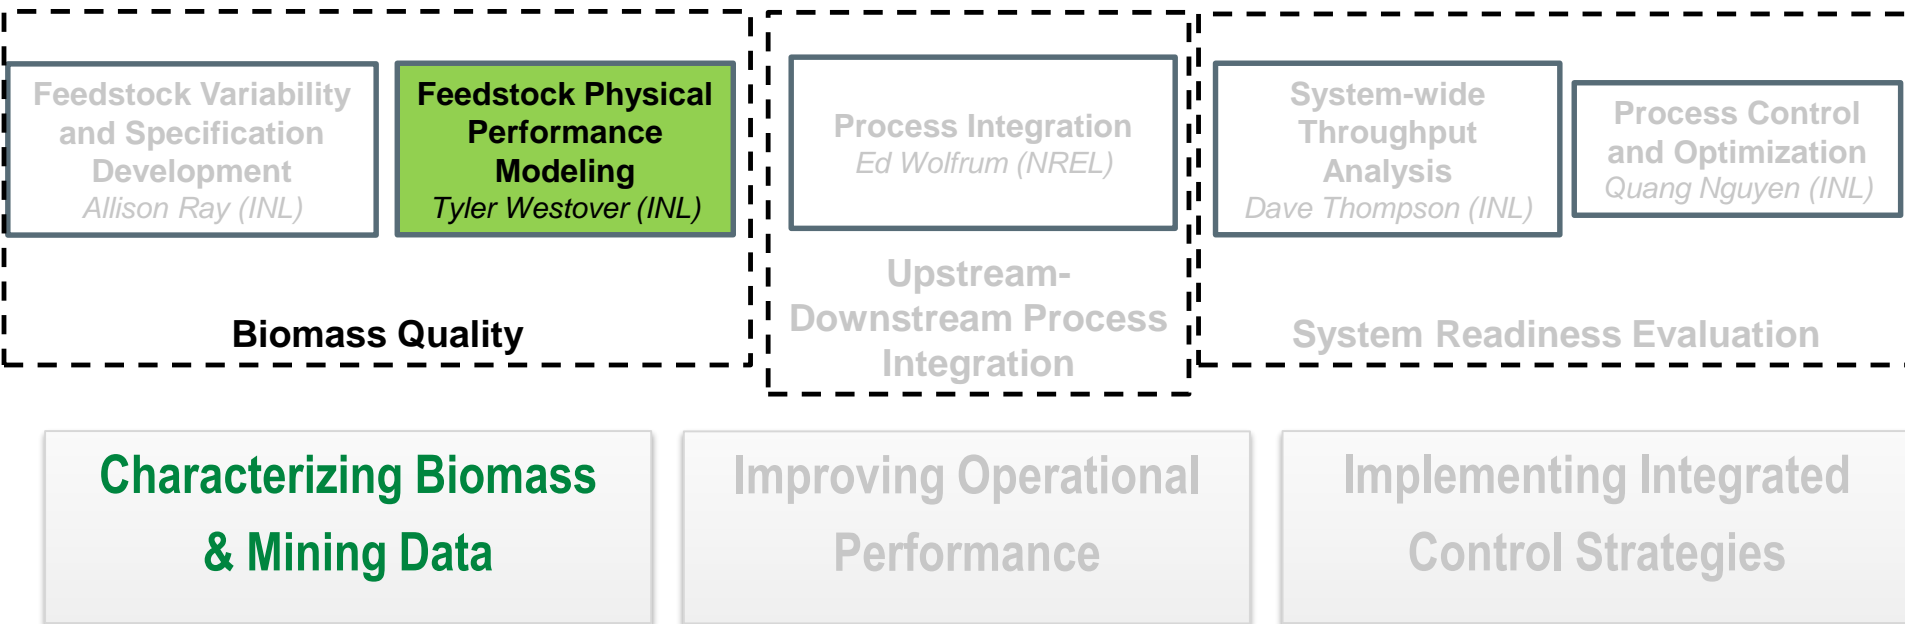 Feedstock Variability
and Specification
Development
Allison Ray (INL)
Feedstock Physical
Performance
Modeling
Tyler Westover (INL)
Biomass Quality
Process Integration
Ed Wolfrum (NREL)
Upstream-
Downstream Process
Integration
System-wide
Throughput
Analysis
Dave Thompson (INL)
Process Control
and Optimization
Quang Nguyen (INL)
System Readiness Evaluation
Characterizing Biomass
& Mining Data
Improving Operational
Performance
Implementing Integrated
Control Strategies